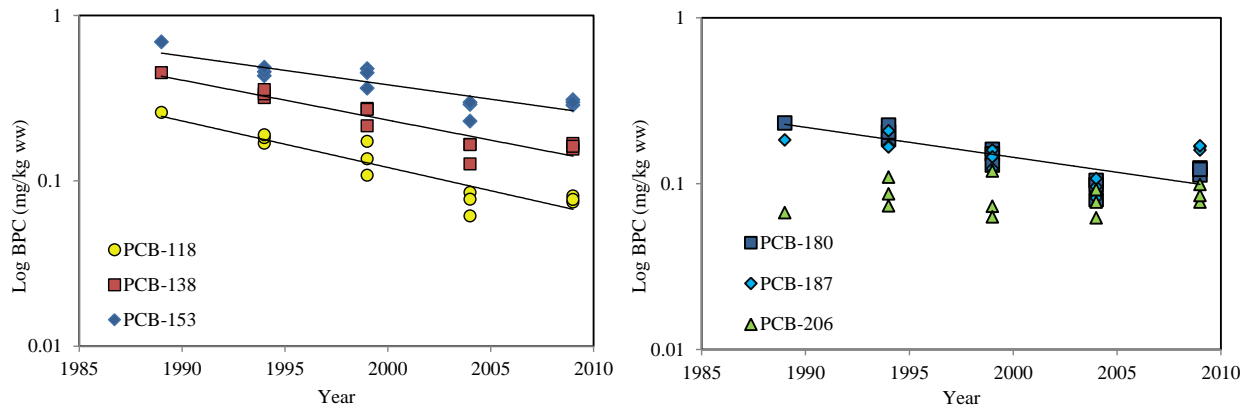 1
0.1
0.01
Log BPC (mg/kg ww)
PCB-118
PCB-138
PCB-153
1985 1990 1995 2000 2005 2010
Year
1
0.1
0.01
Log BPC (mg/kg ww)
PCB-180
PCB-187
PCB-206
1985 1990 1995 2000 2005 2010
Year